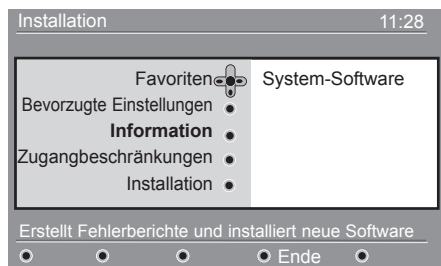 Installation 11:28
Favoriten System-Software
Bevorzugte Einstellungen
Information
Zugangbeschränkungen
Installation
Erstellt Fehlerberichte und installiert neue Software
Ende